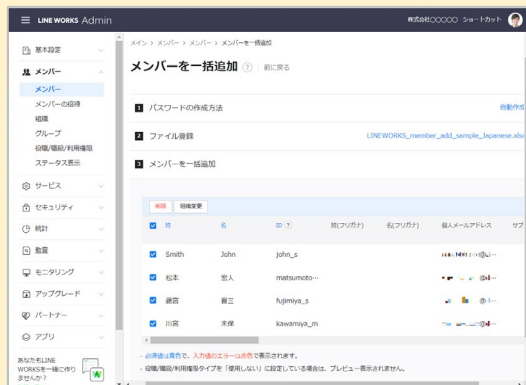 LINE WORKS Admin
株式会社○○○○○ ショートカット
基本設定
メンバー
メンバー
メンバーの招待
組織
グループ
役職/職級/利用権限
ステータス表示
サービス
セキュリティ
統計
監査
モニタリング
アップグレード
パートナー
アプリ
あなたもLINE
WORKSを一緒に作り
ませんか?
メイン > メンバー > メンバー > メンバーを一括追加
メンバーを一括追加 ? 前に戻る
1 パスワードの作成方法 自動作成
2 ファイル登録 LINEWORKS_member_add_sample_Japanese.xlsx
3 メンバーを一括追加
削除 組織変更
姓 名 ID ? 姓(フリガナ) 名(フリガナ) 個人メールアドレス サブ
Smith John john_s
松本 宏人 matsumoto…
藤宮 晋三 fujimiya_s
川宮 未保 kawamiya_m
・必須値は青色で、入力値のエラーは赤色で表示されます。
・役職/職級/利用権限タイプを「使用しない」に設定している場合は、プレビュー表示されません。